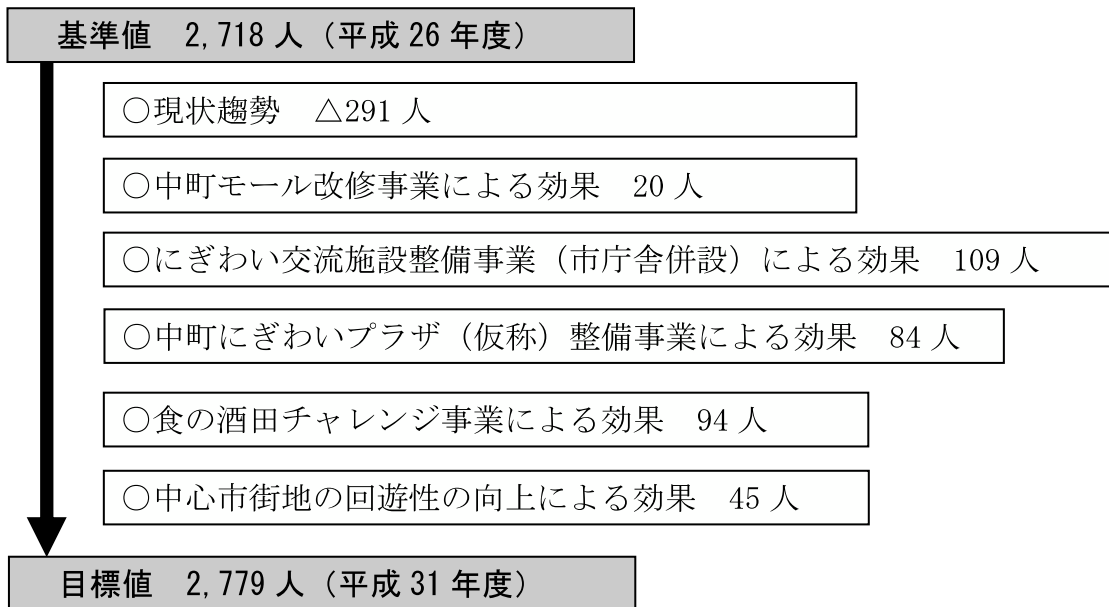 基準値　2,718 人（平成 26 年度）
○現状趨勢　△291 人
○中町モール改修事業による効果　20 人
○にぎわい交流施設整備事業（市庁舎併設）による効果　109 人
○中町にぎわいプラザ（仮称）整備事業による効果　84 人
○食の酒田チャレンジ事業による効果　94 人
○中心市街地の回遊性の向上による効果　45 人
目標値　2,779 人（平成 31 年度）